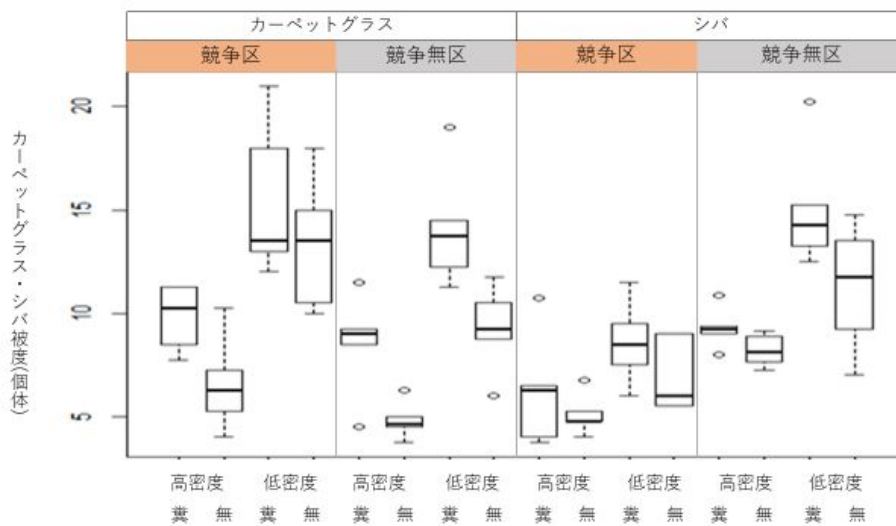 カーペットグラス シバ
競争区 競争無区 競争区 競争無区
カーペットグラス・シバ被度(個体)
20
15
10
5
高密度 低密度 高密度 低密度 高密度 低密度 高密度 低密度
糞 無 糞 無 糞 無 糞 無 糞 無 糞 無 糞 無 糞 無